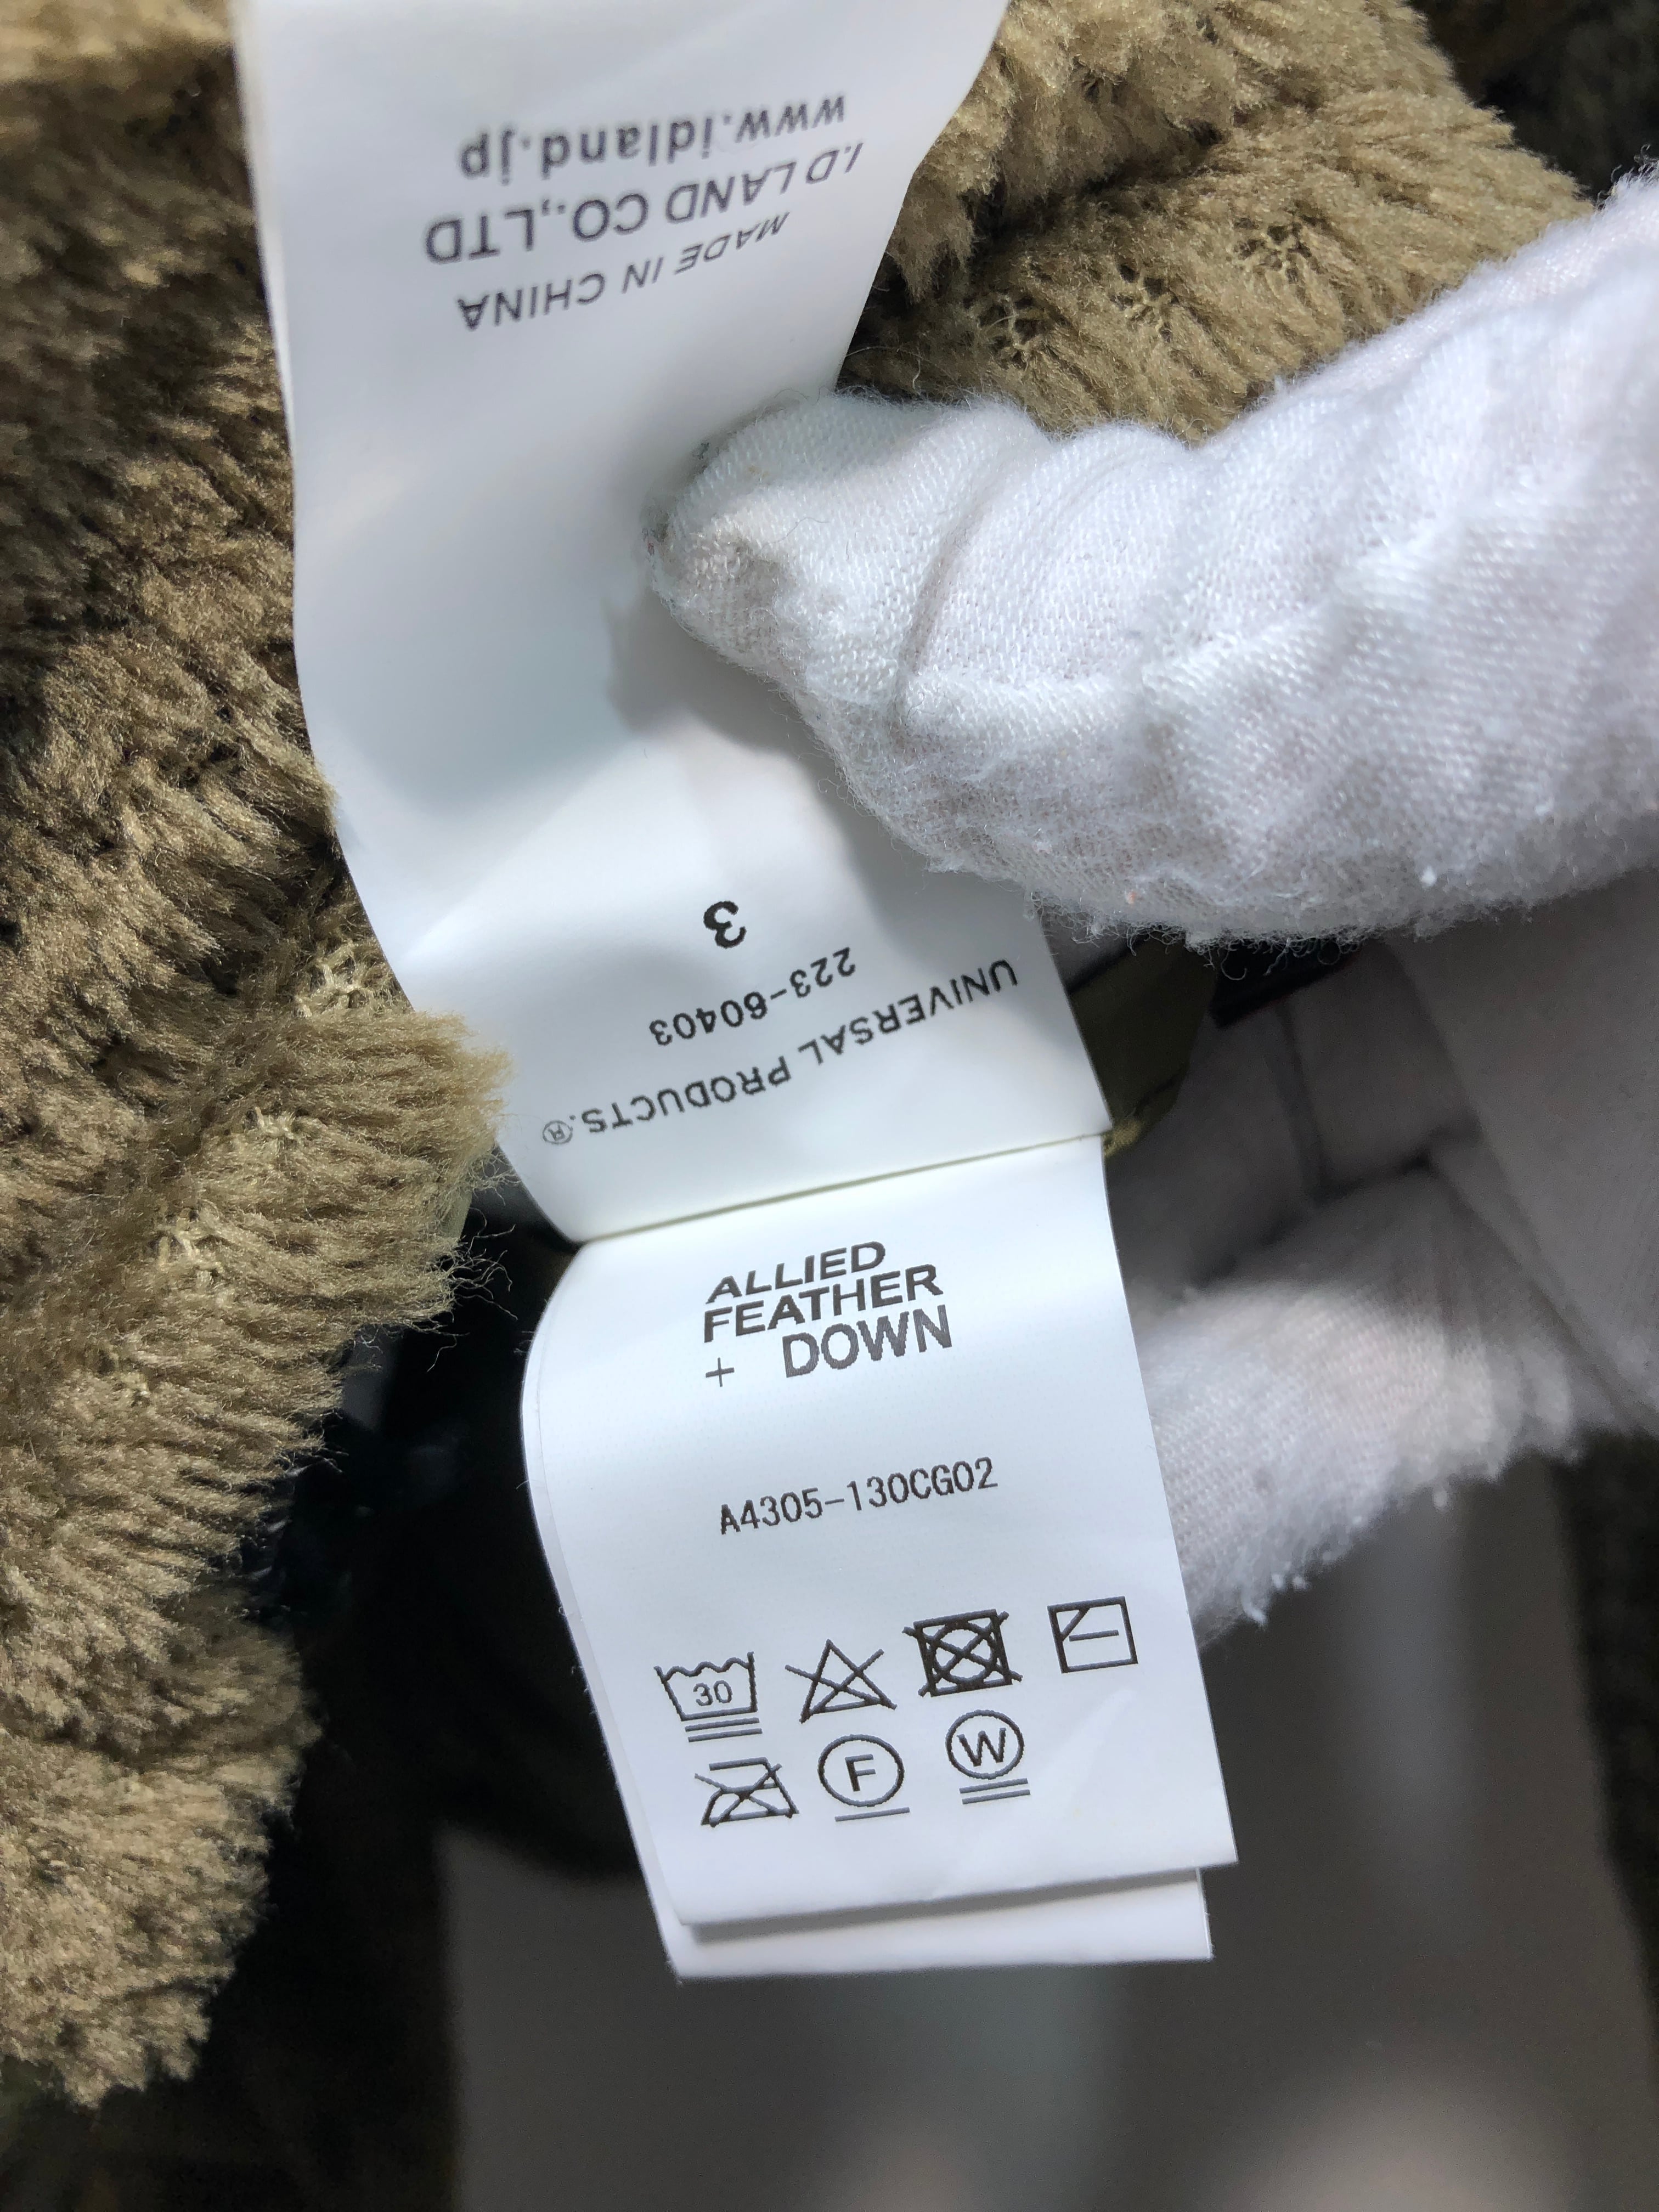 UNIVERSAL PRODUCTS.®
223-60403
3
MADE IN CHINA
I.D LAND CO.,LTD
www.idland.jp
ALLIED
FEATHER
+ DOWN
A4305-130CG02
30
F
W